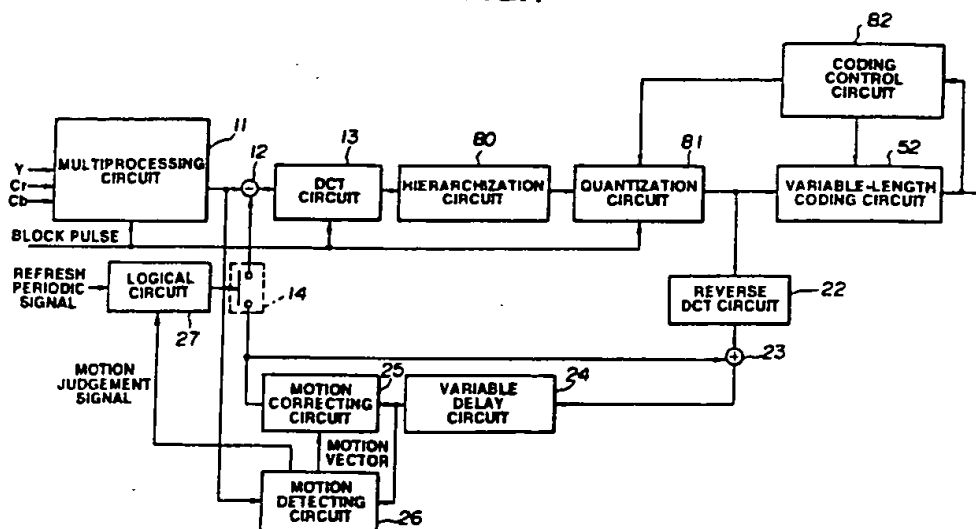 82
CODING
CONTROL
CIRCUIT
11
MULTIPROCESSING
CIRCUIT
Y
Cr
Cb
12
13
DCT
CIRCUIT
80
HIERARCHIZATION
CIRCUIT
81
QUANTIZATION
CIRCUIT
52
VARIABLE-LENGTH
CODING CIRCUIT
BLOCK PULSE
REFRESH
PERIODIC
SIGNAL
LOGICAL
CIRCUIT
27
14
REVERSE
DCT CIRCUIT
22
23
MOTION
JUDGEMENT
SIGNAL
25
MOTION
CORRECTING
CIRCUIT
24
VARIABLE
DELAY
CIRCUIT
MOTION
VECTOR
MOTION
DETECTING
CIRCUIT
26